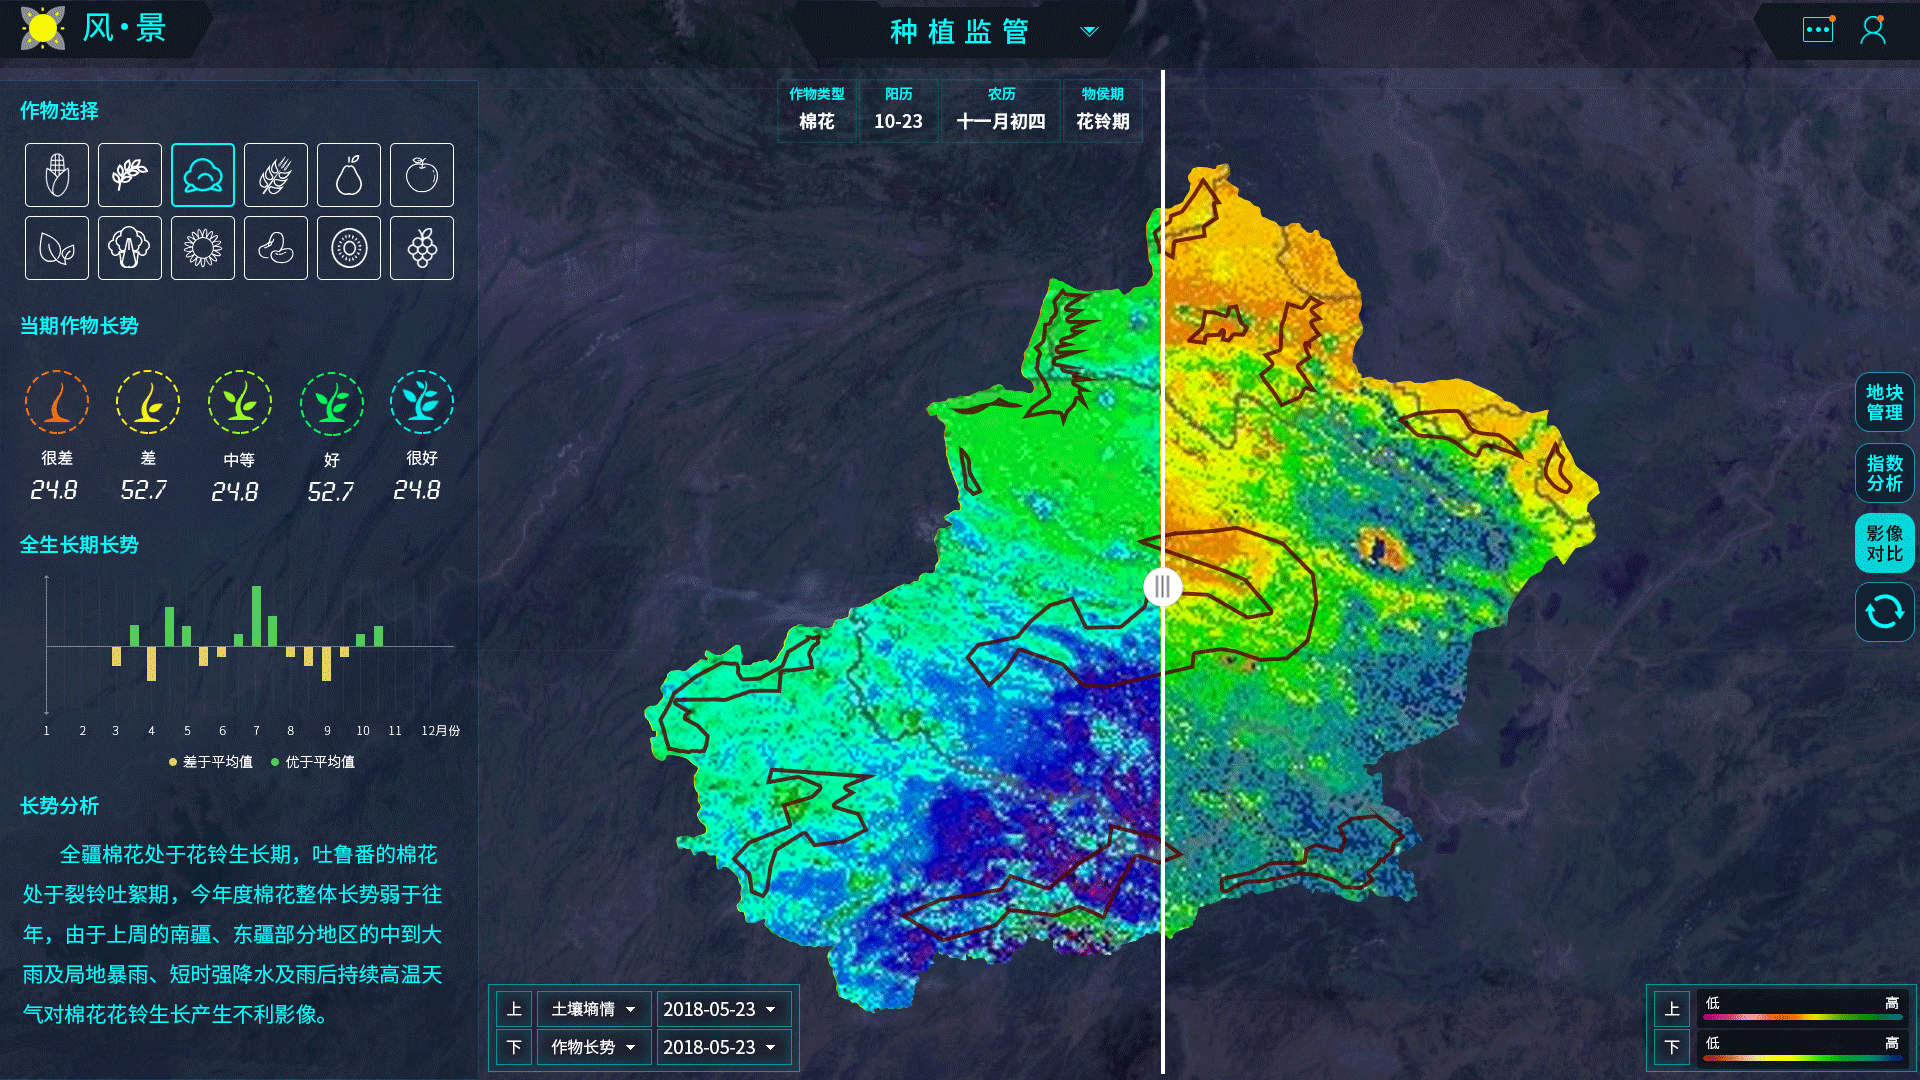 风·景
种植监管
作物类型
棉花
阳历
10-23
农历
十一月初四
物侯期
花铃期
作物选择
当期作物长势
很差
差
中等
好
很好
24.8
52.7
24.8
52.7
24.8
全生长期长势
1 2 3 4 5 6 7 8 9 10 11 12月份
差于平均值 优于平均值
长势分析
全疆棉花处于花铃生长期，吐鲁番的棉花
处于裂铃吐絮期，今年度棉花整体长势弱于往
年，由于上周的南疆、东疆部分地区的中到大
雨及局地暴雨、短时强降水及雨后持续高温天
气对棉花花铃生长产生不利影像。
地块
管理
指数
分析
影像
对比
上 土壤墒情 2018-05-23
下 作物长势 2018-05-23
上 低 高
下 低 高